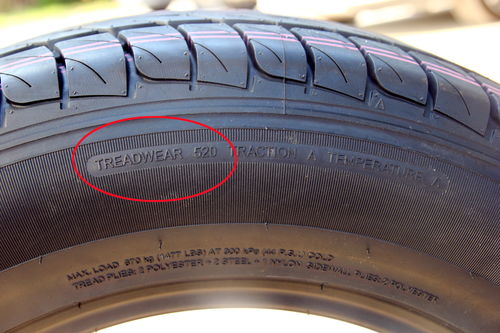 TREADWEAR 520 TRACTION A TEMPERATURE A
MAX. LOAD 670 kg (1477 LBS) AT 300 kPa (44 P.S.I.) COLD
TREAD PLIES: 2 POLYESTER + 2 STEEL + 1 NYLON SIDEWALL PLIES: 2 POLYESTER